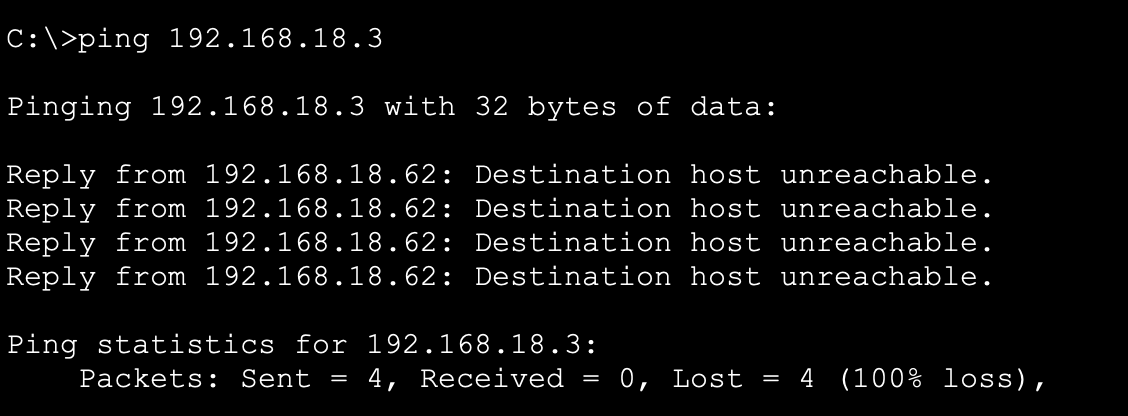 C:\>ping 192.168.18.3
Pinging 192.168.18.3 with 32 bytes of data:
Reply from 192.168.18.62: Destination host unreachable.
Reply from 192.168.18.62: Destination host unreachable.
Reply from 192.168.18.62: Destination host unreachable.
Reply from 192.168.18.62: Destination host unreachable.
Ping statistics for 192.168.18.3:
    Packets: Sent = 4, Received = 0, Lost = 4 (100% loss),